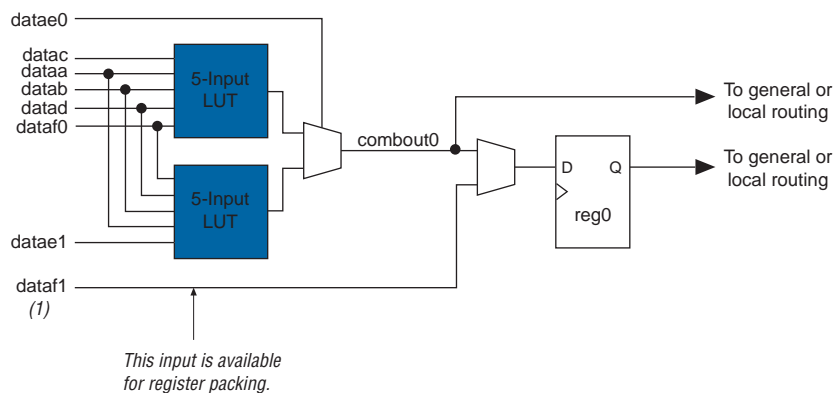 datae0
datac
dataa
datab
datad
dataf0
5-Input
LUT
5-Input
LUT
combout0
To general or
local routing
D
Q
reg0
To general or
local routing
datae1
dataf1
(1)
This input is available
for register packing.